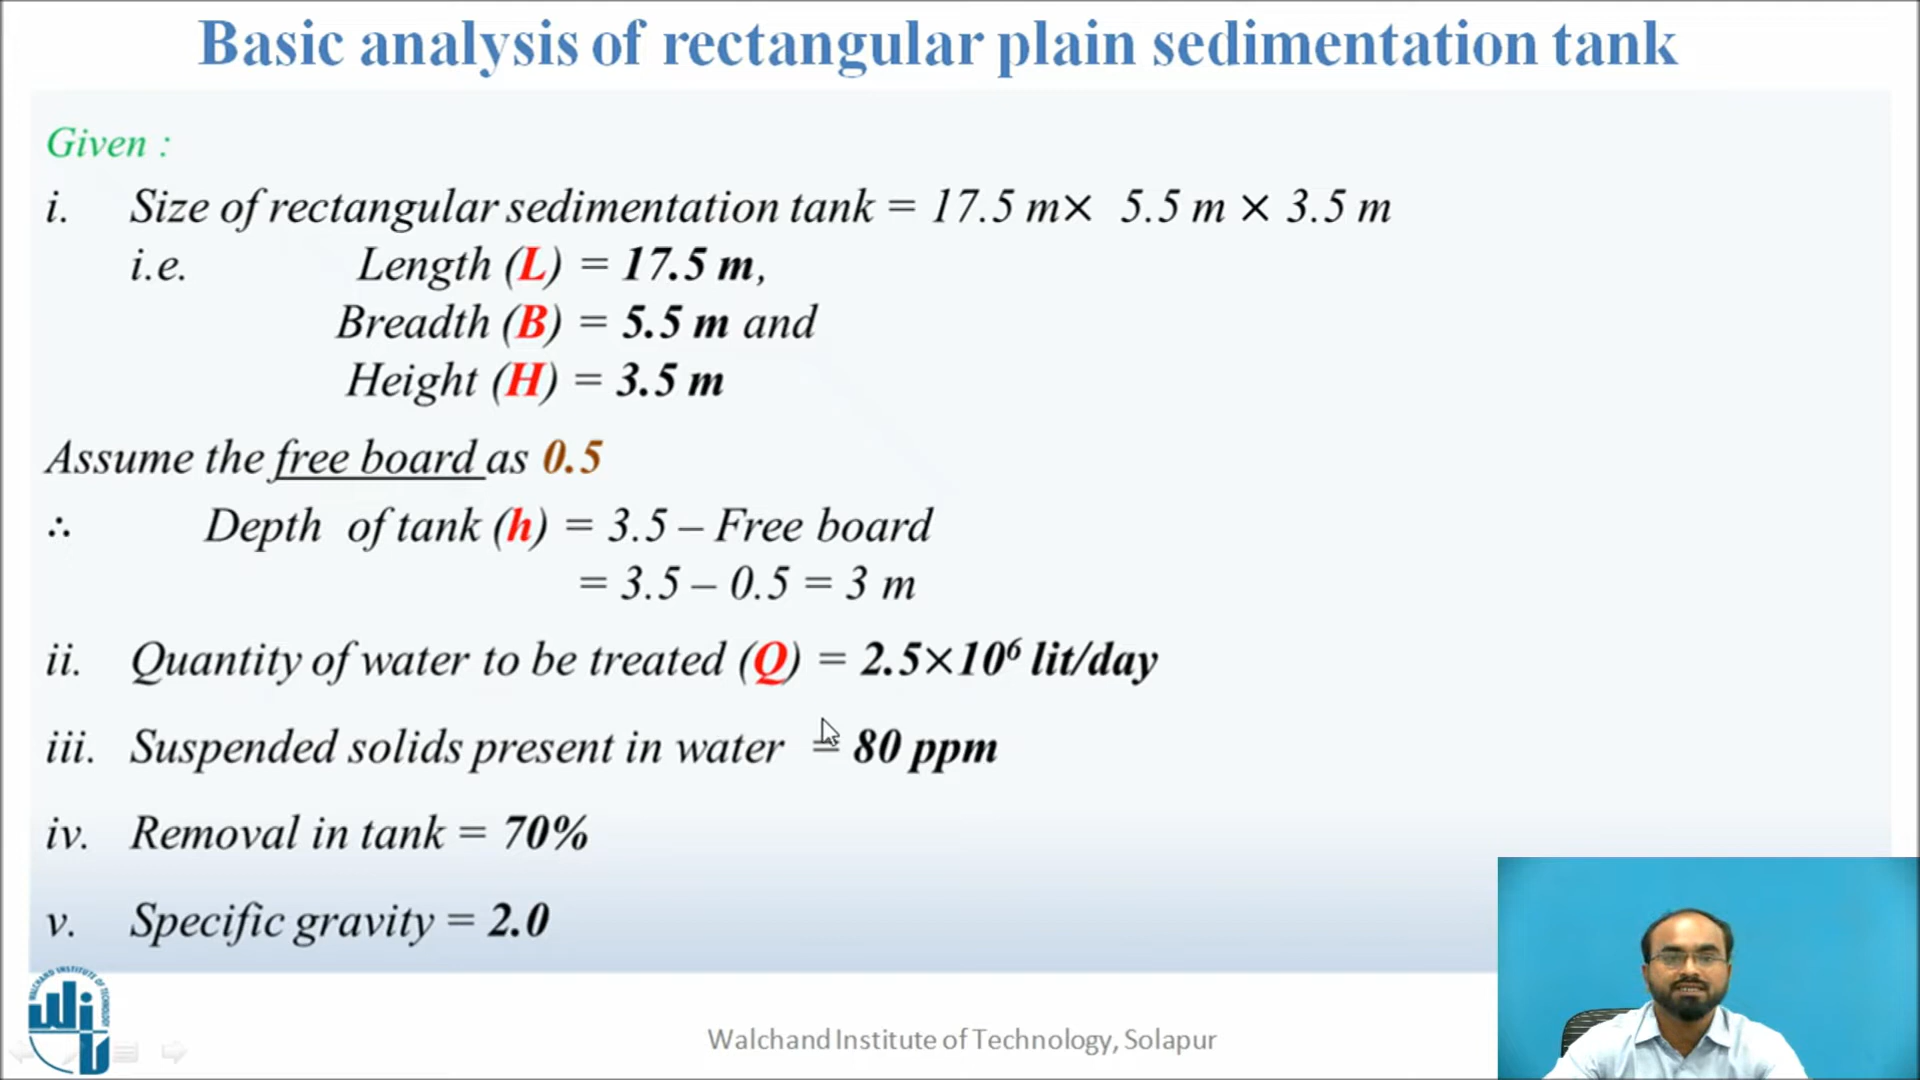 Basic analysis of rectangular plain sedimentation tank
Given :
i. Size of rectangular sedimentation tank = 17.5 m× 5.5 m × 3.5 m
i.e. Length (L) = 17.5 m,
Breadth (B) = 5.5 m and
Height (H) = 3.5 m
Assume the free board as 0.5
∴ Depth of tank (h) = 3.5 – Free board
= 3.5 – 0.5 = 3 m
ii. Quantity of water to be treated (Q) = 2.5×10⁶ lit/day
iii. Suspended solids present in water = 80 ppm
iv. Removal in tank = 70%
v. Specific gravity = 2.0
WALCHAND INSTITUTE OF TECHNOLOGY
Walchand Institute of Technology, Solapur